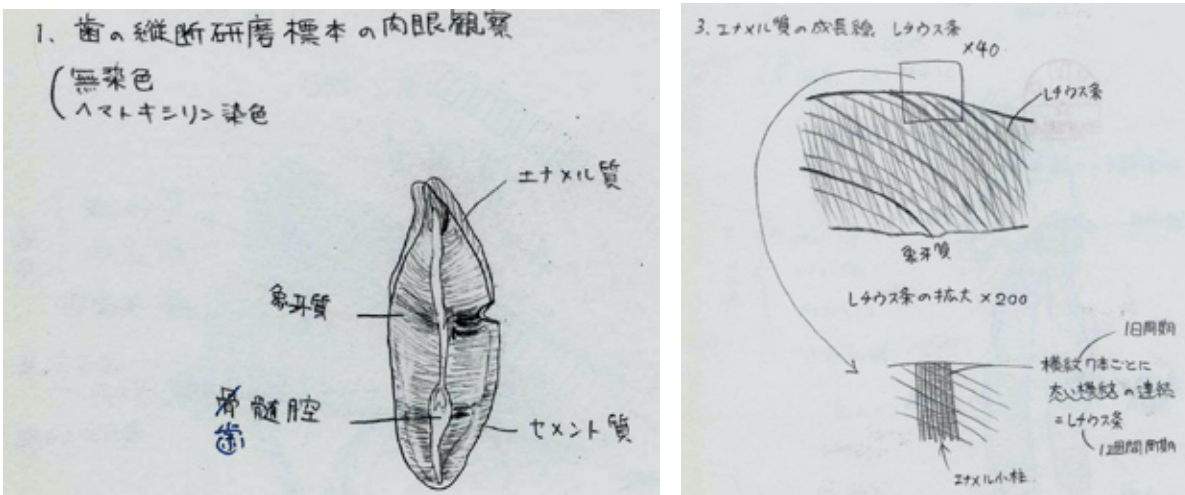 1. 歯の縦断研磨標本の肉眼観察
無染色
ヘマトキシリン染色
エナメル質
象牙質
骨髄腔
歯
セメント質
3. エナメル質の成長線 レチウス条
×40
レチウス条
象牙質
レチウス条の拡大 ×200
1日周期
横紋7本ごとに
太い横紋の連続
=レチウス条
1週間周期
エナメル小柱